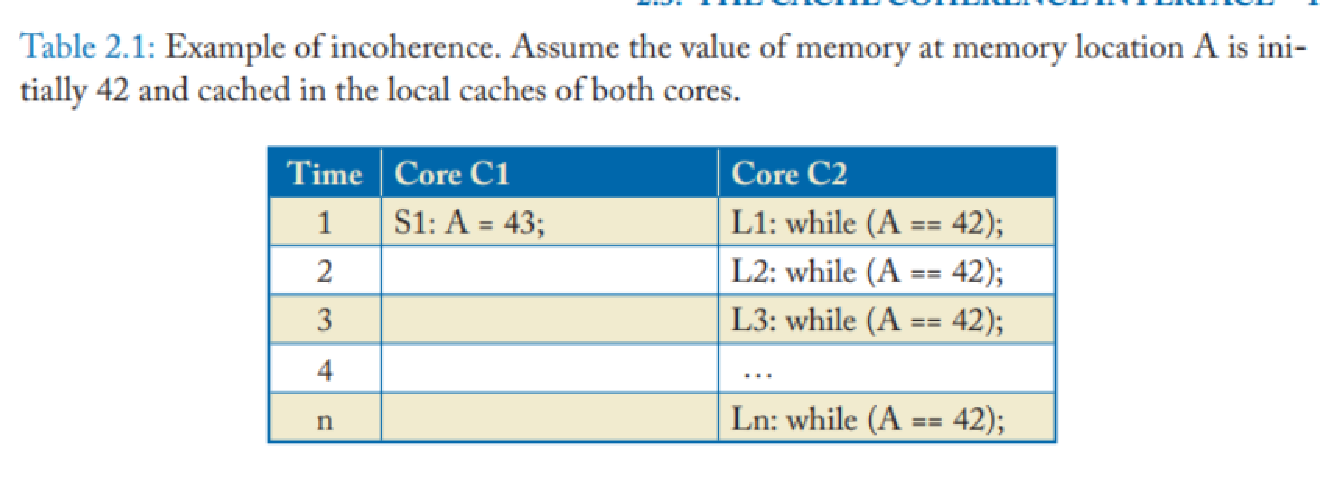 Table 2.1: Example of incoherence. Assume the value of memory at memory location A is ini-
tially 42 and cached in the local caches of both cores.
Time Core C1 Core C2
1 S1: A = 43; L1: while (A == 42);
2 L2: while (A == 42);
3 L3: while (A == 42);
4 …
n Ln: while (A == 42);